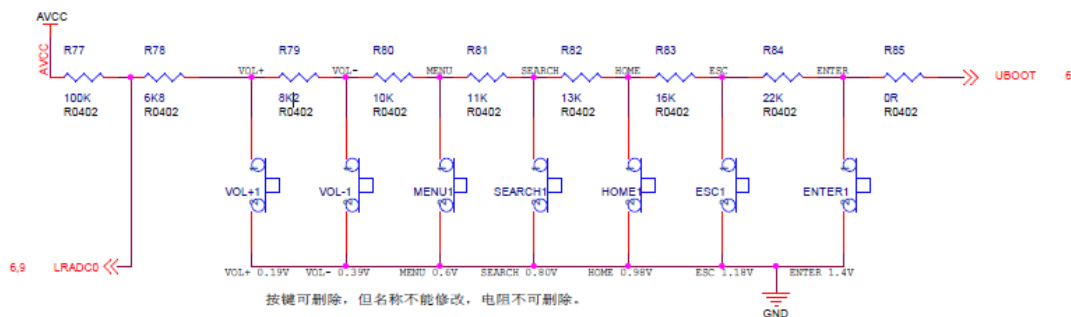 AVCC
AVCC
R77 R78 R79 R80 R81 R82 R83 R84 R85
VOL+ VOL- MENU SEARCH HOME ESC ENTER
UBOOT 6
100K 6K8 8K2 10K 11K 13K 16K 22K 0R
R0402 R0402 R0402 R0402 R0402 R0402 R0402 R0402 R0402
VOL+1 VOL-1 MENU1 SEARCH1 HOME1 ESC1 ENTER1
6,9 LRADC0
VOL+ 0.19V VOL- 0.39V MENU 0.6V SEARCH 0.80V HOME 0.98V ESC 1.18V ENTER 1.4V
按键可删除，但名称不能修改，电阻不可删除。
GND